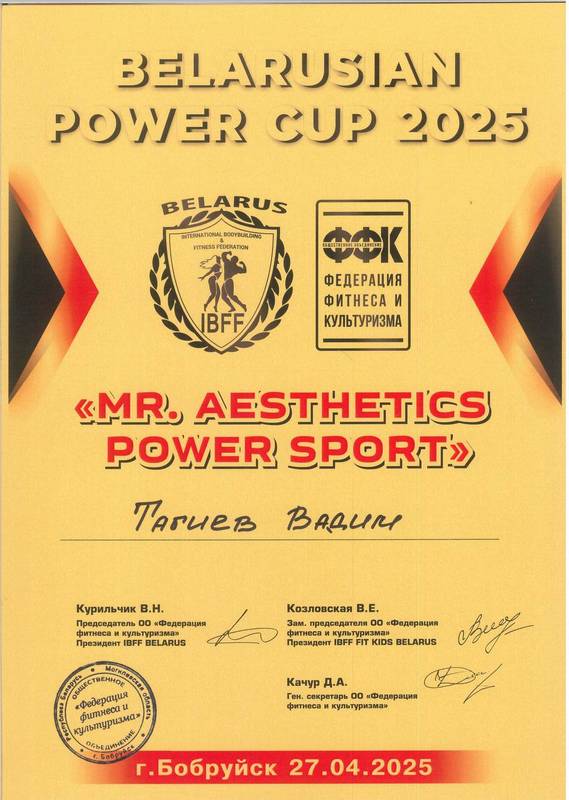 BELARUSIAN
POWER CUP 2025
BELARUS
INTERNATIONAL BODYBUILDING
&
FITNESS FEDERATION
IBFF
ОБЩЕСТВЕННОЕ ОБЪЕДИНЕНИЕ
ФФК
ФЕДЕРАЦИЯ
ФИТНЕСА И
КУЛЬТУРИЗМА
«MR. AESTHETICS
POWER SPORT»
Тагиев Вадим
Курильчик В.Н.
Председатель ОО «Федерация
фитнеса и культуризма»
Президент IBFF BELARUS
Козловская В.Е.
Зам. председателя ОО «Федерация
фитнеса и культуризма»
Президент IBFF FIT KIDS BELARUS
Качур Д.А.
Ген. секретарь ОО «Федерация
фитнеса и культуризма»
Республика Беларусь * Могилевская область
ОБЩЕСТВЕННОЕ
«Федерация
фитнеса и
культуризма»
ОБЪЕДИНЕНИЕ
г. Бобруйск
г.Бобруйск 27.04.2025